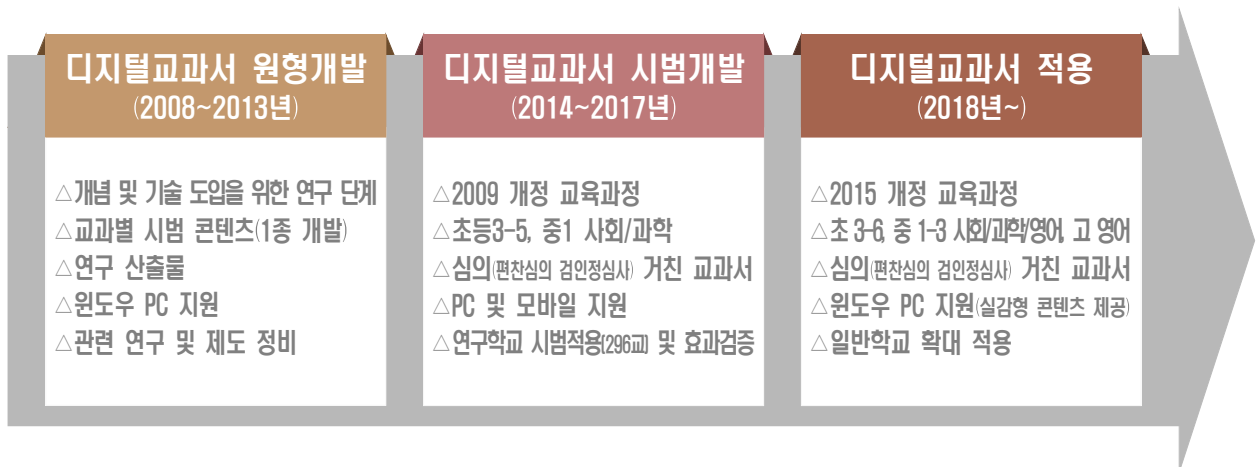 디지털교과서 원형개발
(2008~2013년)
△개념 및 기술 도입을 위한 연구 단계
△교과별 시범 콘텐츠(1종 개발)
△연구 산출물
△윈도우 PC 지원
△관련 연구 및 제도 정비
디지털교과서 시범개발
(2014~2017년)
△2009 개정 교육과정
△초등3-5, 중1 사회/과학
△심의(편찬심의 검인정심사) 거친 교과서
△PC 및 모바일 지원
△연구학교 시범적용(296교) 및 효과검증
디지털교과서 적용
(2018년~)
△2015 개정 교육과정
△초 3-6, 중 1-3 사회/과학/영어, 고 영어
△심의(편찬심의 검인정심사) 거친 교과서
△윈도우 PC 지원(실감형 콘텐츠 제공)
△일반학교 확대 적용